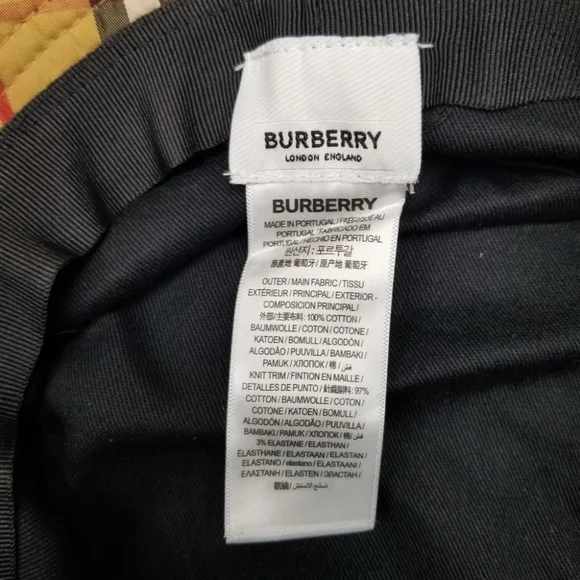 BURBERRY
LONDON ENGLAND
BURBERRY
MADE IN PORTUGAL / FABRIQUÉ AU
PORTUGAL / FABRICADO EM
PORTUGAL / HECHO EN PORTUGAL
원산지 : 포르투갈
原產地 葡萄牙 / 原产地 葡萄牙
OUTER / MAIN FABRIC / TISSU
EXTÉRIEUR / PRINCIPAL / EXTERIOR -
COMPOSICION PRINCIPAL /
外部/主要布料 : 100% COTTON /
BAUMWOLLE / COTON / COTONE /
KATOEN / BOMULL / ALGODÓN /
ALGODÃO / PUUVILLA / BAMBAKI /
PAMUK / ХЛОПОК / 棉 / قطن /
KNIT TRIM / FINTION EN MAILLE /
DETALLES DE PUNTO / 針織部料 : 97%
COTTON / BAUMWOLLE / COTON /
COTONE / KATOEN / BOMULL /
ALGODÓN / ALGODÃO / PUUVILLA /
BAMBAKI / PAMUK / ХЛОПОК / 棉 / قطن /
3% ELASTANE / ELASTHAN /
ÉLASTHANNE / ELASTAAN / ELASTAN /
ELASTANO / elastano / ELASTAANI /
ΕΛΑΣΤΑΝΗ / ELASTEN / ЭЛАСТАН /